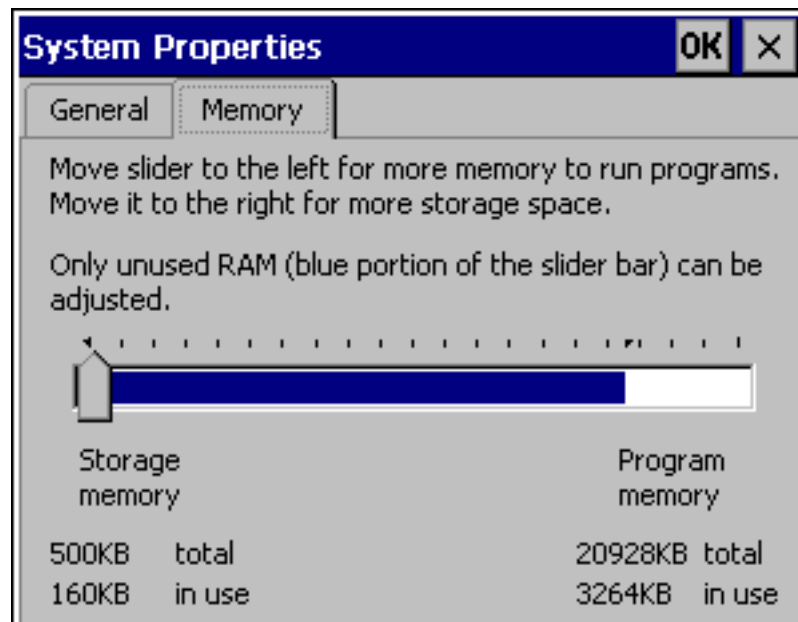 System Properties OK ×
General Memory
Move slider to the left for more memory to run programs.
Move it to the right for more storage space.
Only unused RAM (blue portion of the slider bar) can be
adjusted.
Storage Program
memory memory
500KB total 20928KB total
160KB in use 3264KB in use